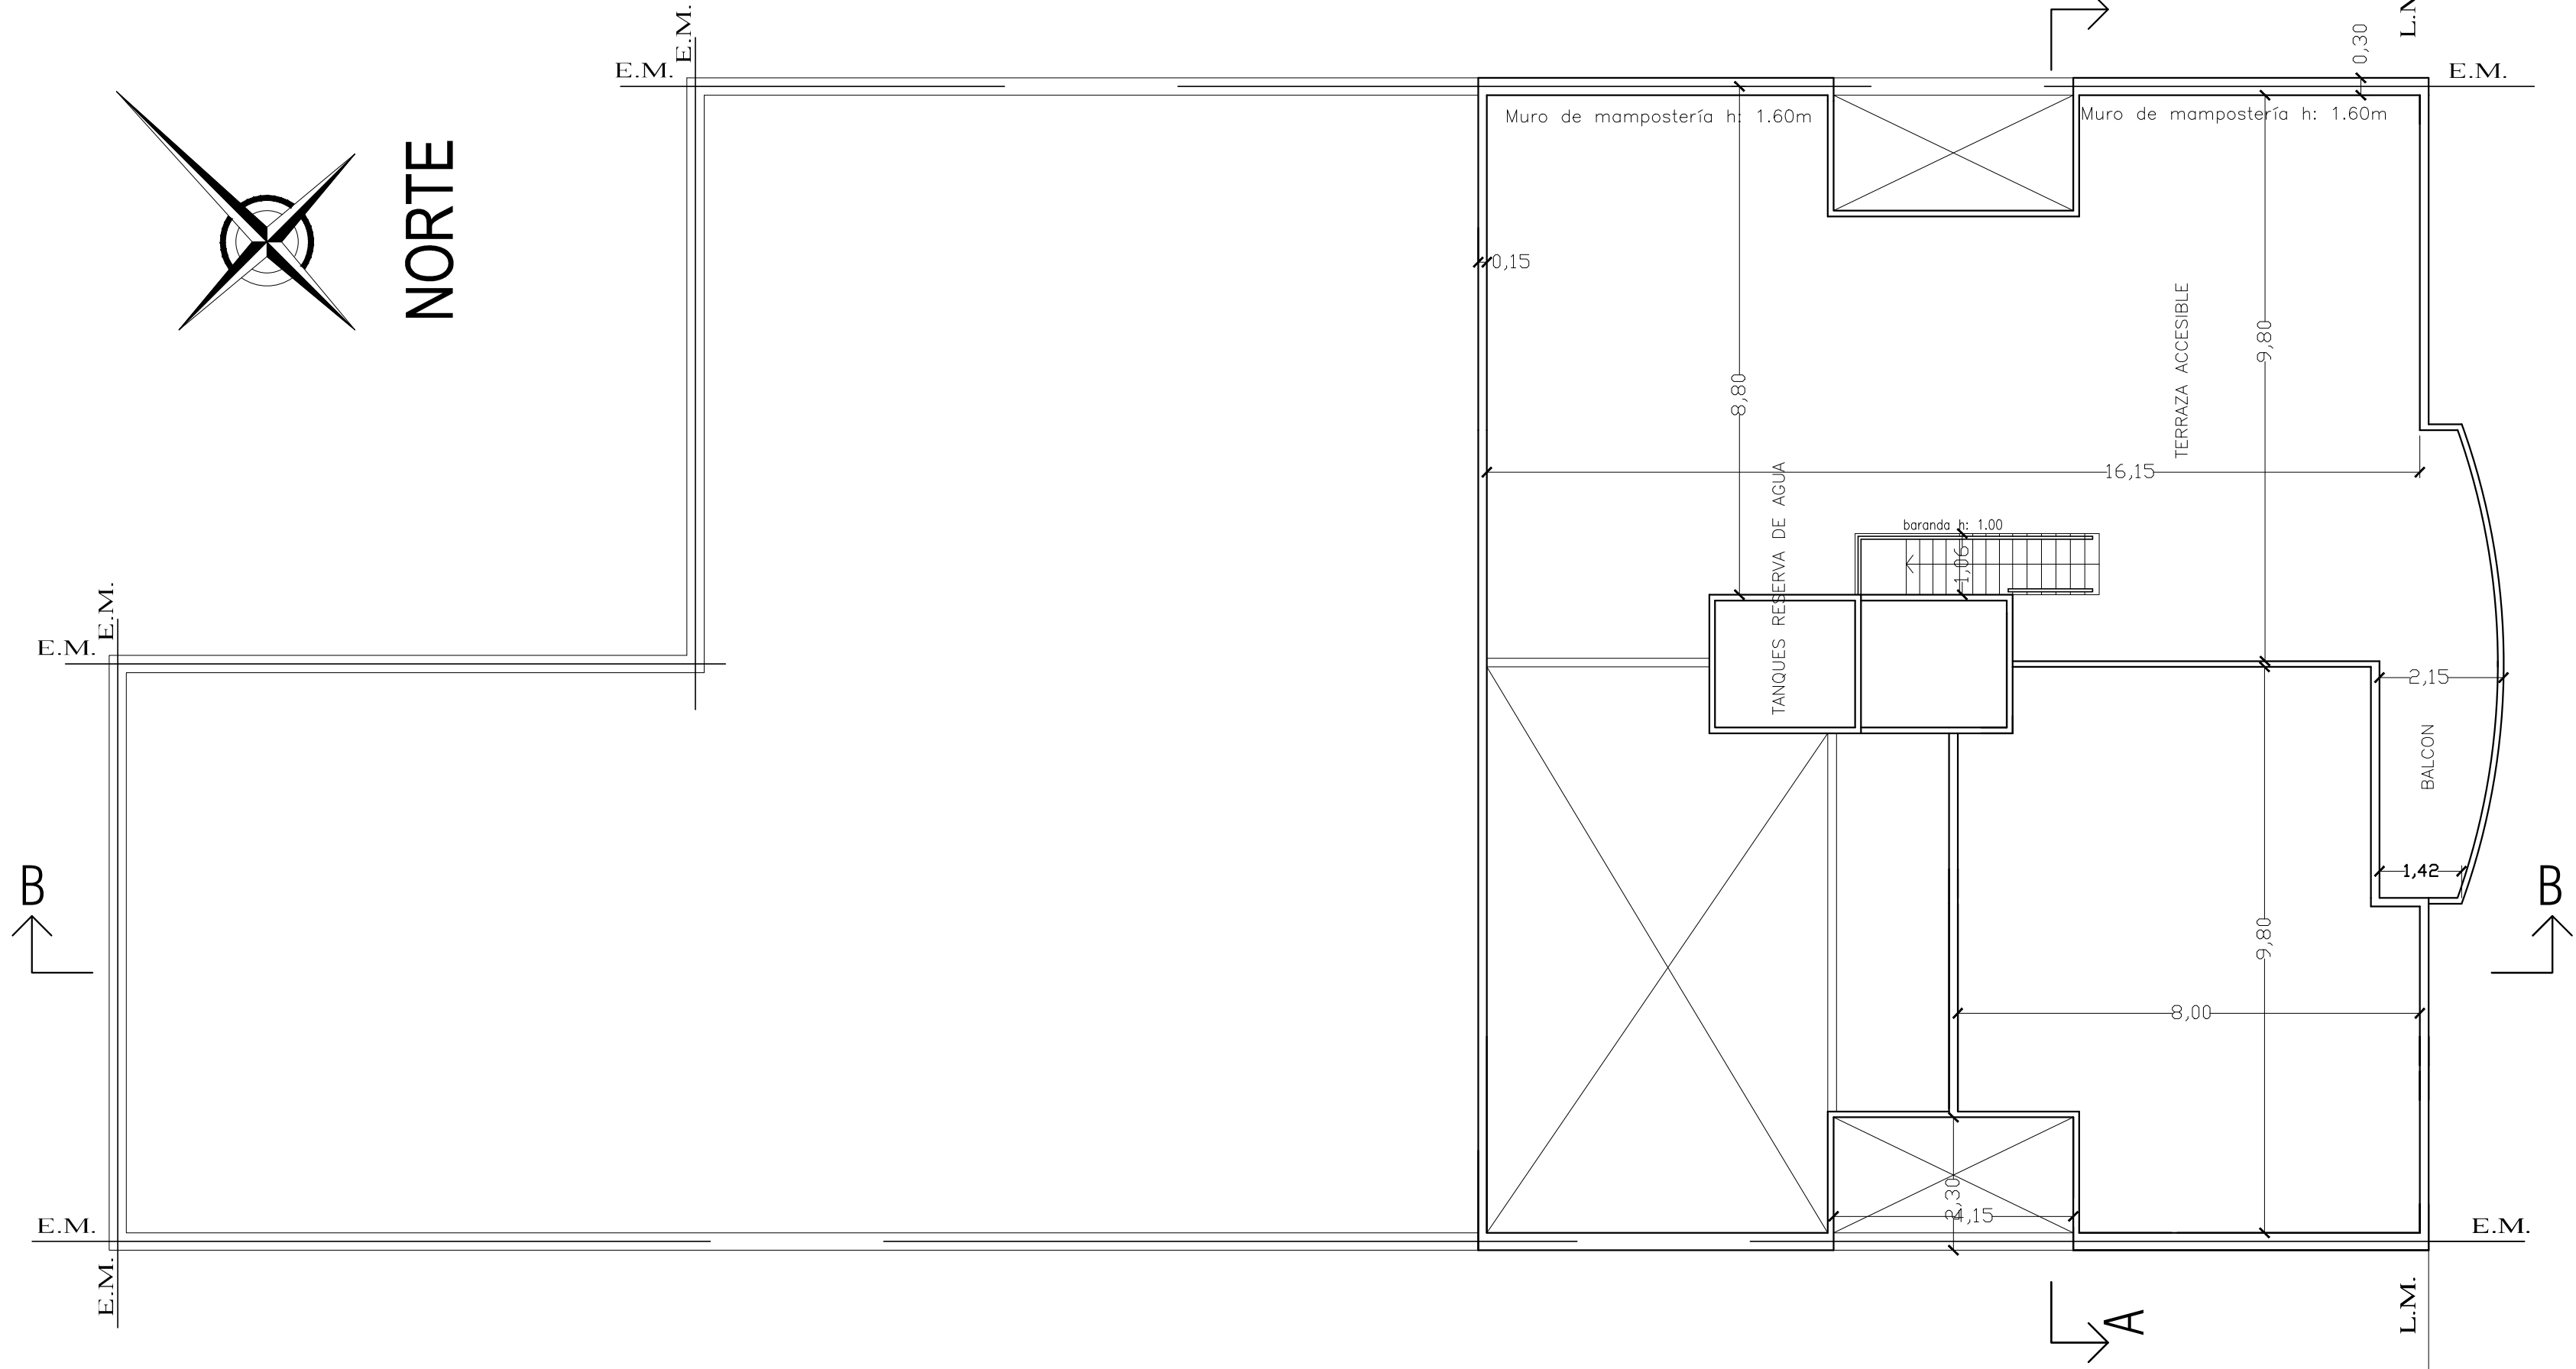 E.M.
E.M.
L.M
0,30
E.M.
NORTE
Muro de mampostería h: 1.60m
Muro de mampostería h: 1.60m
0,15
8,80
TERRAZA ACCESIBLE
9,80
16,15
TANQUES RESERVA DE AGUA
baranda h: 1.00
1,06
E.M.
E.M.
2,15
BALCON
B
1,42
B
9,80
8,00
2,30
4,15
E.M.
E.M.
E.M.
L.M.
A